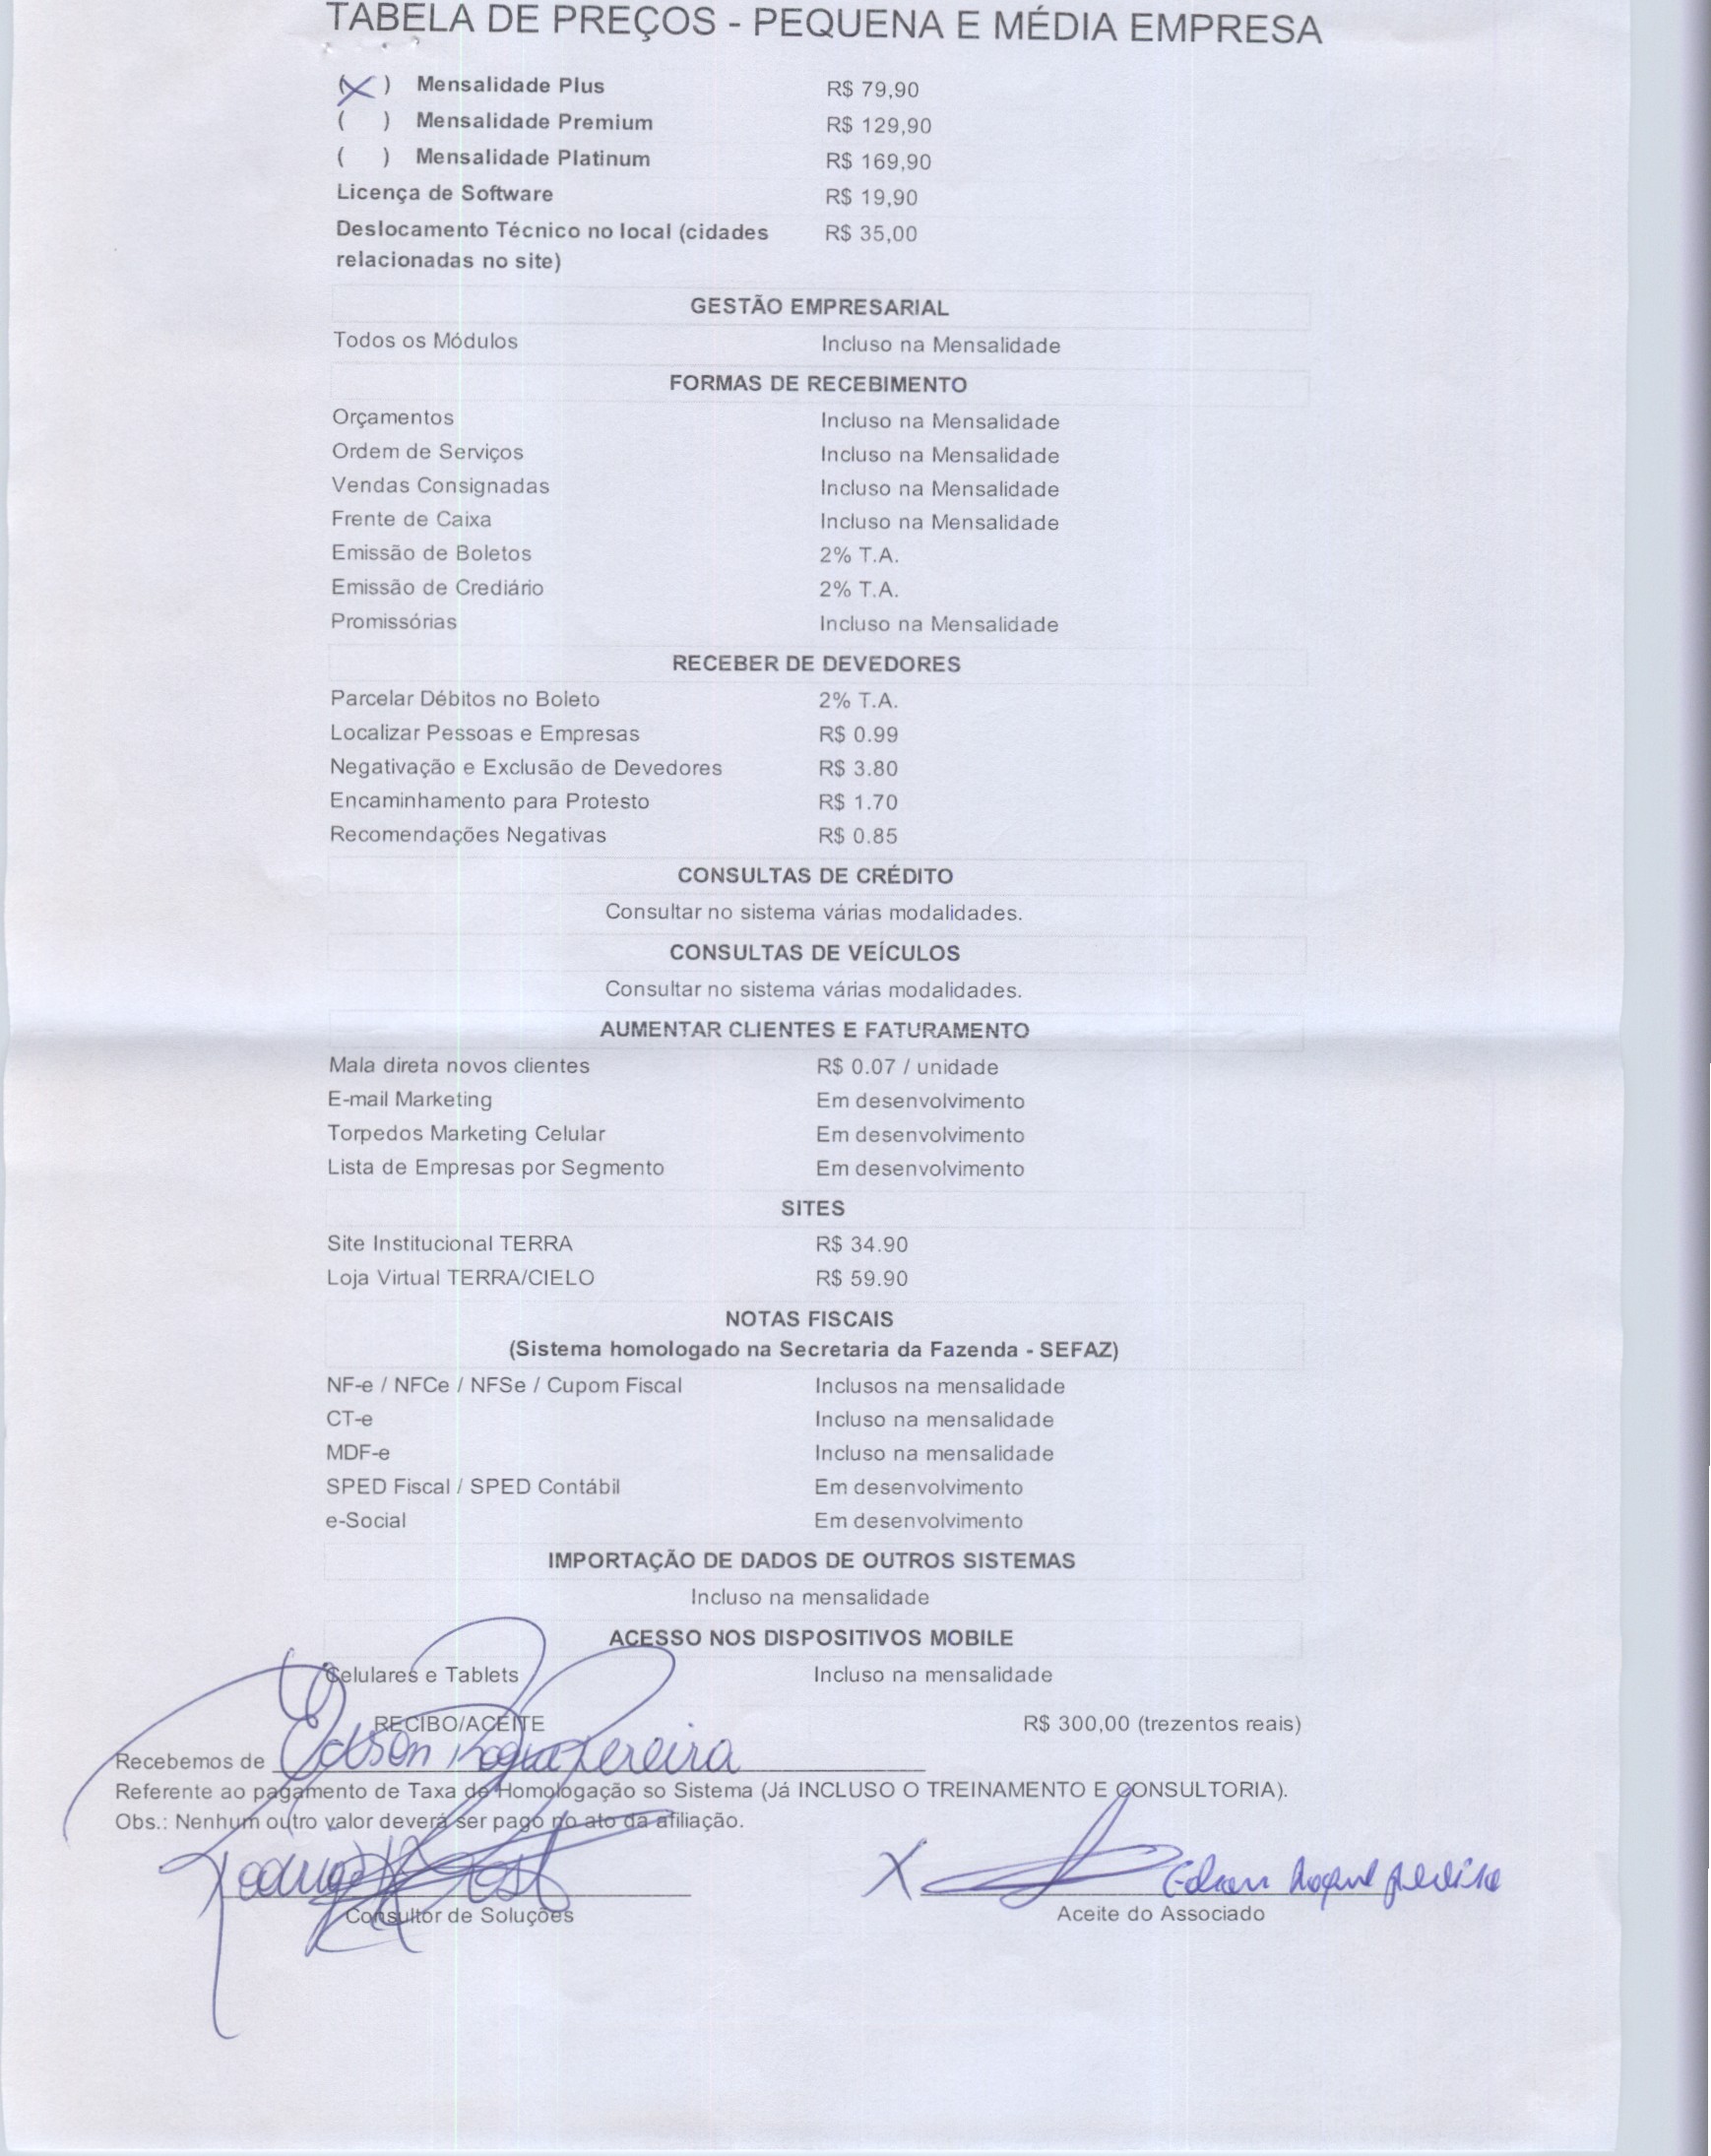 TABELA DE PREÇOS - PEQUENA E MÉDIA EMPRESA
(X) Mensalidade Plus R$ 79,90
( ) Mensalidade Premium R$ 129,90
( ) Mensalidade Platinum R$ 169,90
Licença de Software R$ 19,90
Deslocamento Técnico no local (cidades R$ 35,00
relacionadas no site)
GESTÃO EMPRESARIAL
Todos os Módulos Incluso na Mensalidade
FORMAS DE RECEBIMENTO
Orçamentos Incluso na Mensalidade
Ordem de Serviços Incluso na Mensalidade
Vendas Consignadas Incluso na Mensalidade
Frente de Caixa Incluso na Mensalidade
Emissão de Boletos 2% T.A.
Emissão de Crediário 2% T.A.
Promissórias Incluso na Mensalidade
RECEBER DE DEVEDORES
Parcelar Débitos no Boleto 2% T.A.
Localizar Pessoas e Empresas R$ 0.99
Negativação e Exclusão de Devedores R$ 3.80
Encaminhamento para Protesto R$ 1.70
Recomendações Negativas R$ 0.85
CONSULTAS DE CRÉDITO
Consultar no sistema várias modalidades.
CONSULTAS DE VEÍCULOS
Consultar no sistema várias modalidades.
AUMENTAR CLIENTES E FATURAMENTO
Mala direta novos clientes R$ 0.07 / unidade
E-mail Marketing Em desenvolvimento
Torpedos Marketing Celular Em desenvolvimento
Lista de Empresas por Segmento Em desenvolvimento
SITES
Site Institucional TERRA R$ 34.90
Loja Virtual TERRA/CIELO R$ 59.90
NOTAS FISCAIS
(Sistema homologado na Secretaria da Fazenda - SEFAZ)
NF-e / NFCe / NFSe / Cupom Fiscal Inclusos na mensalidade
CT-e Incluso na mensalidade
MDF-e Incluso na mensalidade
SPED Fiscal / SPED Contábil Em desenvolvimento
e-Social Em desenvolvimento
IMPORTAÇÃO DE DADOS DE OUTROS SISTEMAS
Incluso na mensalidade
ACESSO NOS DISPOSITIVOS MOBILE
Celulares e Tablets Incluso na mensalidade
RECIBO/ACEITE R$ 300,00 (trezentos reais)
Recebemos de Edson Roque Pereira
Referente ao pagamento de Taxa de Homologação so Sistema (Já INCLUSO O TREINAMENTO E CONSULTORIA).
Obs.: Nenhum outro valor deverá ser pago no ato da afiliação.
X Edson Roque pereira
Consultor de Soluções Aceite do Associado